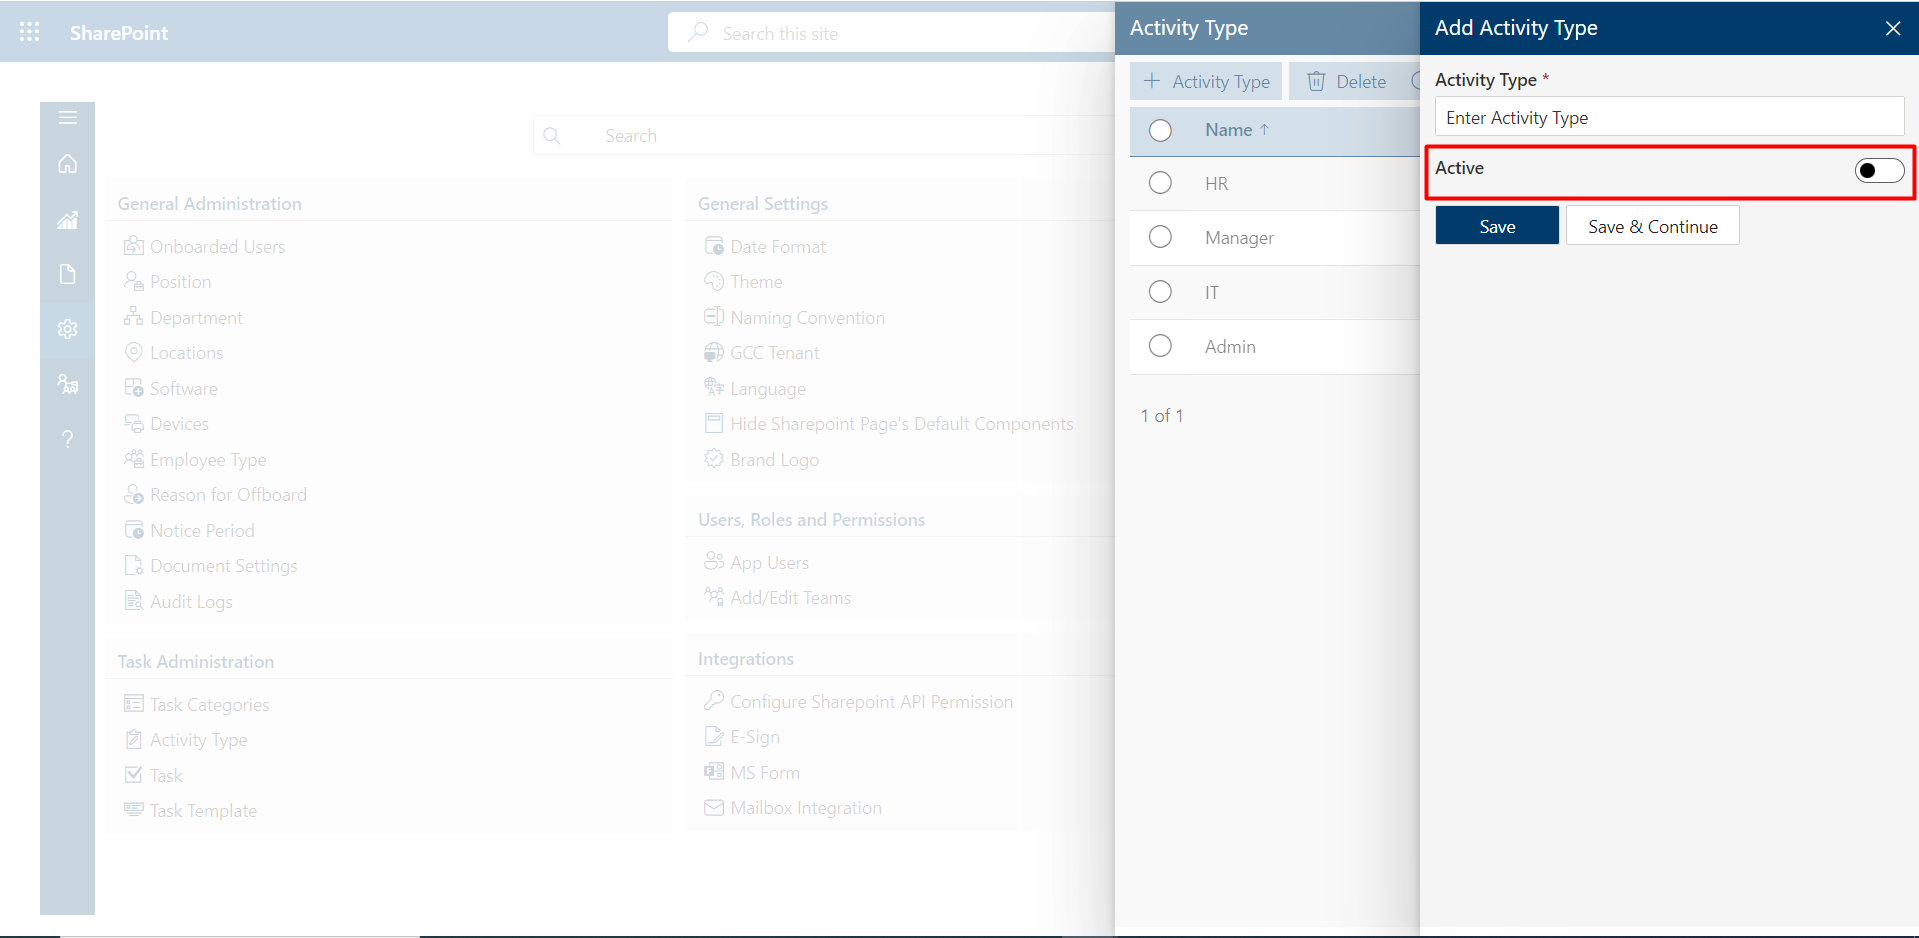 SharePoint
Search this site
Search
General Administration
Onboarded Users
Position
Department
Locations
Software
Devices
Employee Type
Reason for Offboard
Notice Period
Document Settings
Audit Logs
Task Administration
Task Categories
Activity Type
Task
Task Template
General Settings
Date Format
Theme
Naming Convention
GCC Tenant
Language
Hide Sharepoint Page's Default Components
Brand Logo
Users, Roles and Permissions
App Users
Add/Edit Teams
Integrations
Configure Sharepoint API Permission
E-Sign
MS Form
Mailbox Integration
Activity Type
Activity Type
Delete
Name ↑
HR
Manager
IT
Admin
1 of 1
Add Activity Type
Activity Type *
Enter Activity Type
Active
Save
Save & Continue